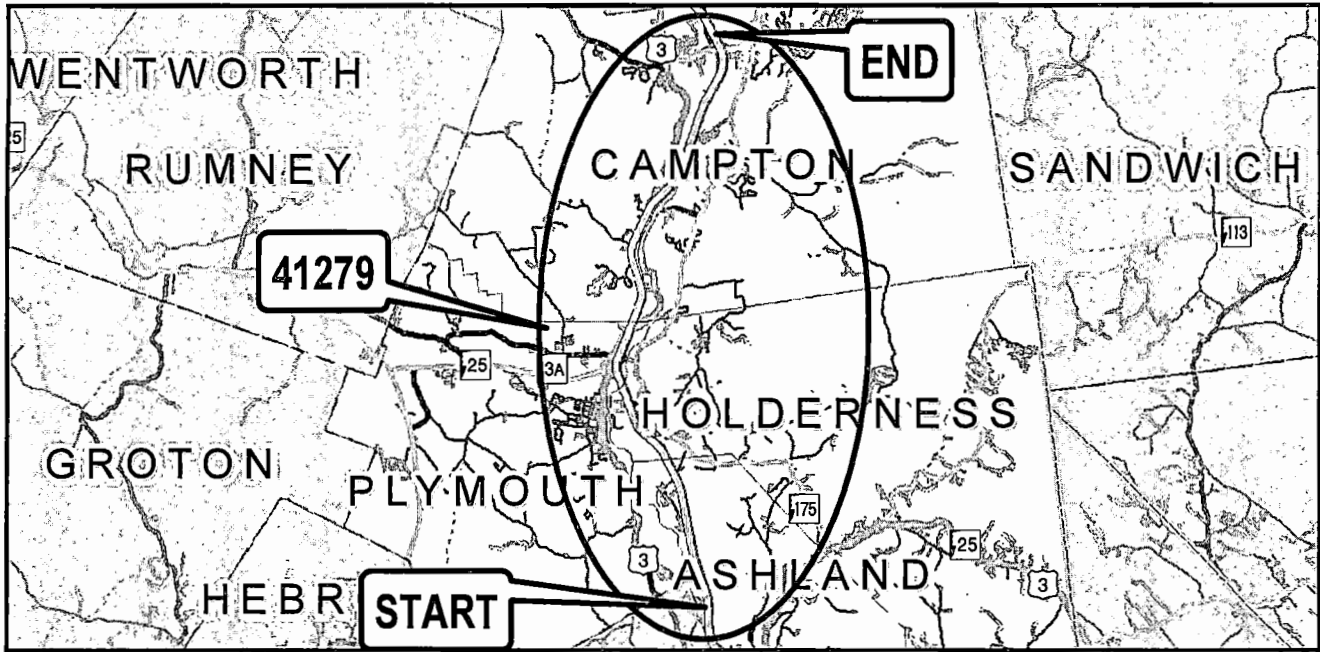 3
END
WENTWORTH
25
RUMNEY
CAMPTON
SANDWICH
113
41279
25
3A
HOLDERNESS
GROTON
PLYMOUTH
175
25
3
ASHLAND
3
HEBR
START